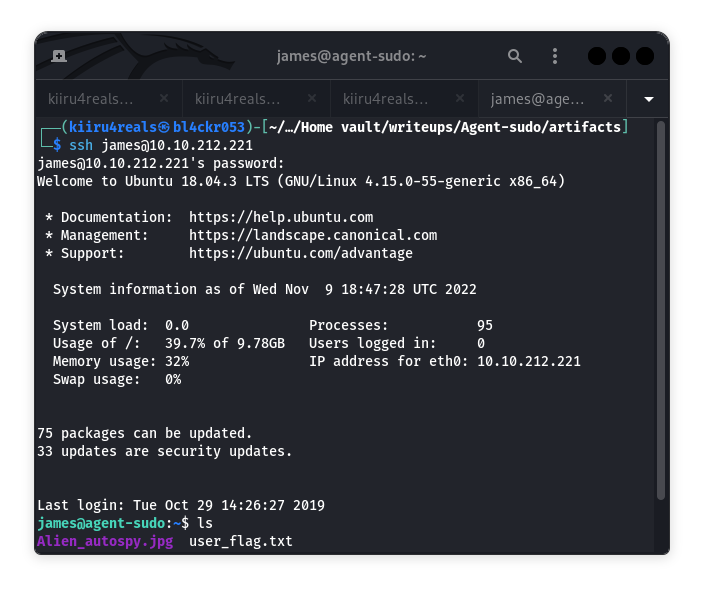 james@agent-sudo: ~
kiiru4reals... kiiru4reals... kiiru4reals... james@age...
┌──(kiiru4reals㉿bl4ckr053)-[~/…/Home vault/writeups/Agent-sudo/artifacts]
└─$ ssh james@10.10.212.221
james@10.10.212.221's password:
Welcome to Ubuntu 18.04.3 LTS (GNU/Linux 4.15.0-55-generic x86_64)
* Documentation:  https://help.ubuntu.com
* Management:     https://landscape.canonical.com
* Support:        https://ubuntu.com/advantage
System information as of Wed Nov  9 18:47:28 UTC 2022
System load:  0.0               Processes:           95
Usage of /:   39.7% of 9.78GB   Users logged in:     0
Memory usage: 32%               IP address for eth0: 10.10.212.221
Swap usage:   0%
75 packages can be updated.
33 updates are security updates.
Last login: Tue Oct 29 14:26:27 2019
james@agent-sudo:~$ ls
Alien_autospy.jpg  user_flag.txt